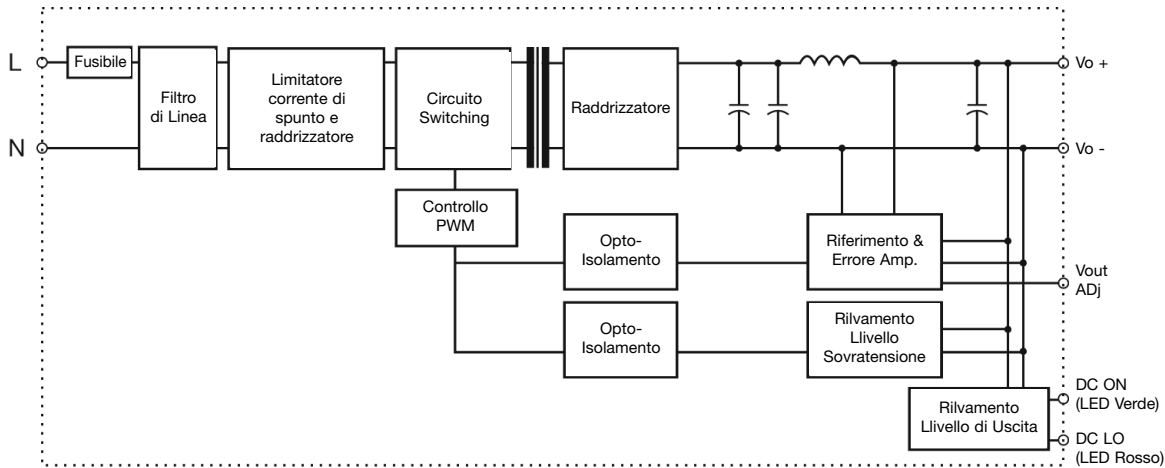 L
Fusibile
Filtro
di Linea
Limitatore
corrente di
spunto e
raddrizzatore
Circuito
Switching
Raddrizzatore
Vo +
N
Vo -
Controllo
PWM
Opto-
Isolamento
Riferimento &
Errore Amp.
Vout
ADj
Opto-
Isolamento
Rilvamento
Llivello
Sovratensione
Rilvamento
Llivello di Uscita
DC ON
(LED Verde)
DC LO
(LED Rosso)